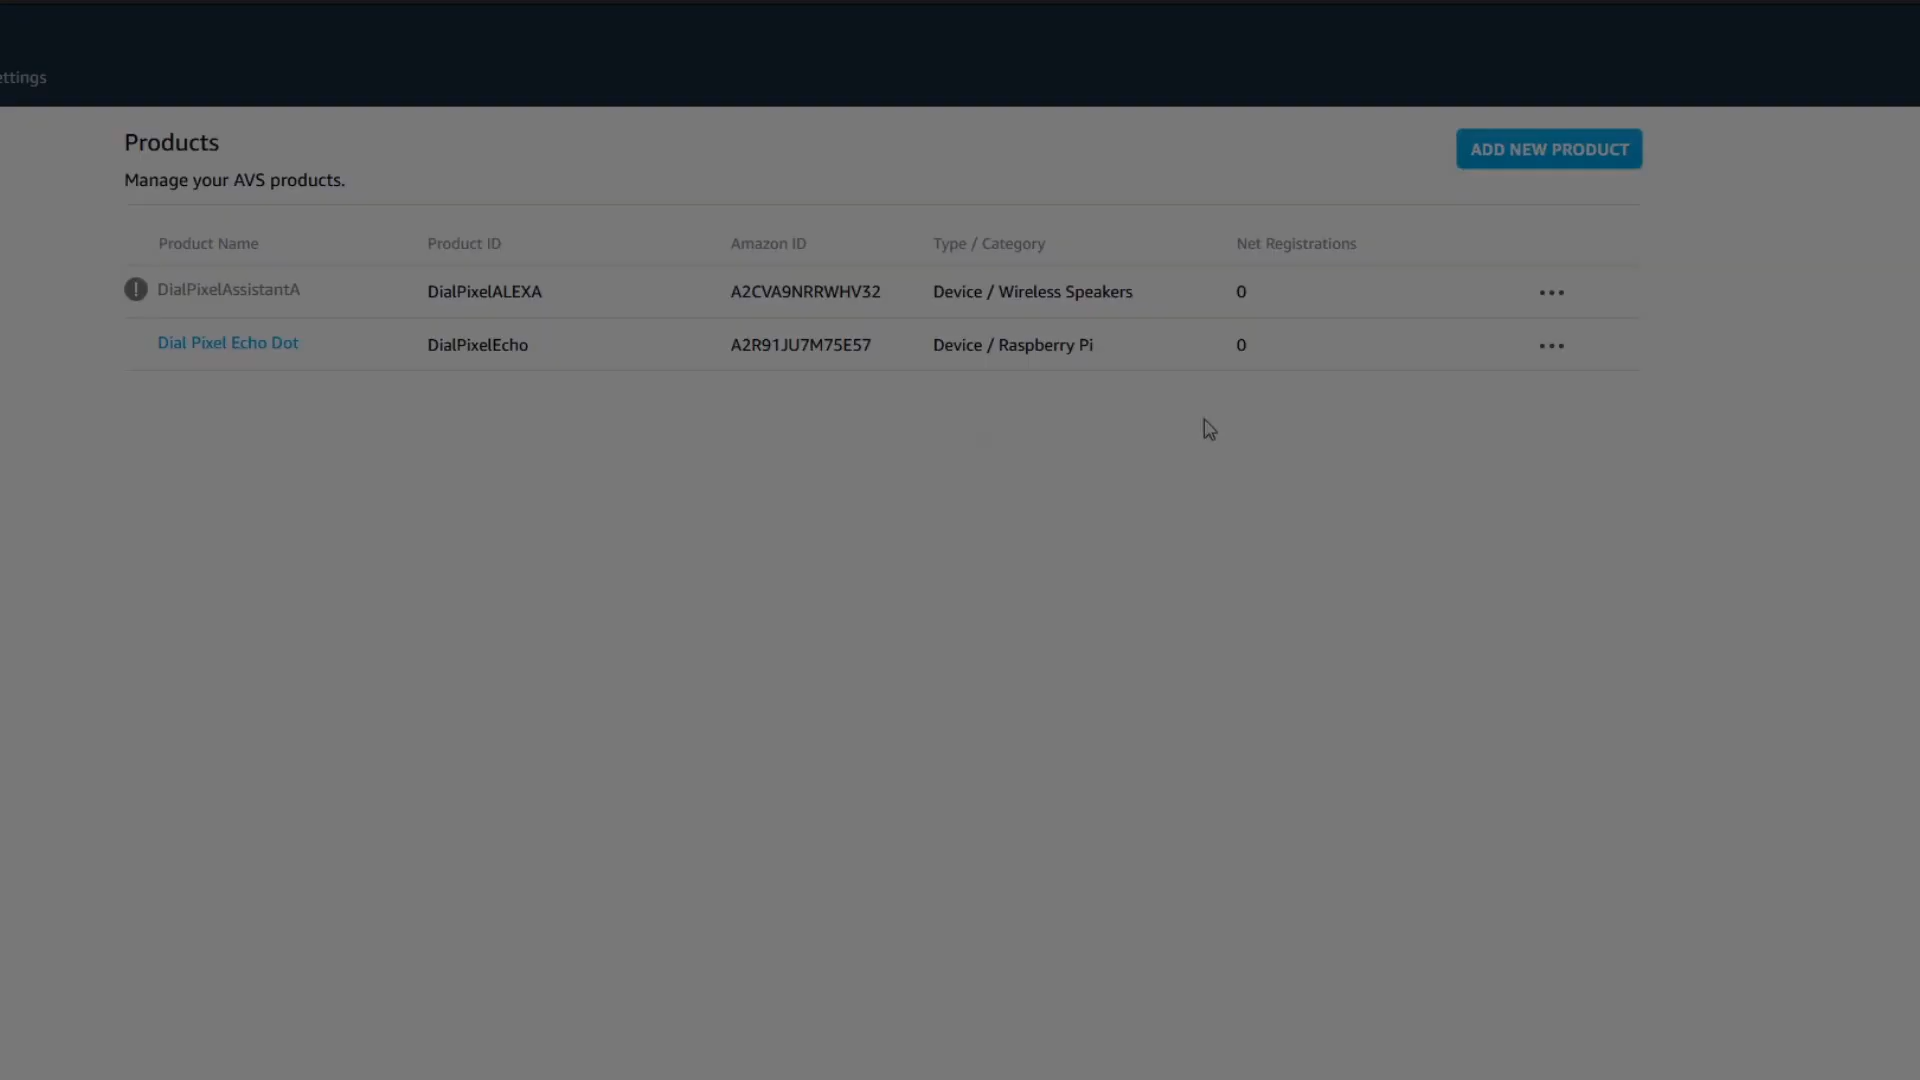 ettings
Products
ADD NEW PRODUCT
Manage your AVS products.
Product Name Product ID Amazon ID Type / Category Net Registrations
DialPixelAssistantA DialPixelALEXA A2CVA9NRRWHV32 Device / Wireless Speakers 0
Dial Pixel Echo Dot DialPixelEcho A2R91JU7M75E57 Device / Raspberry Pi 0